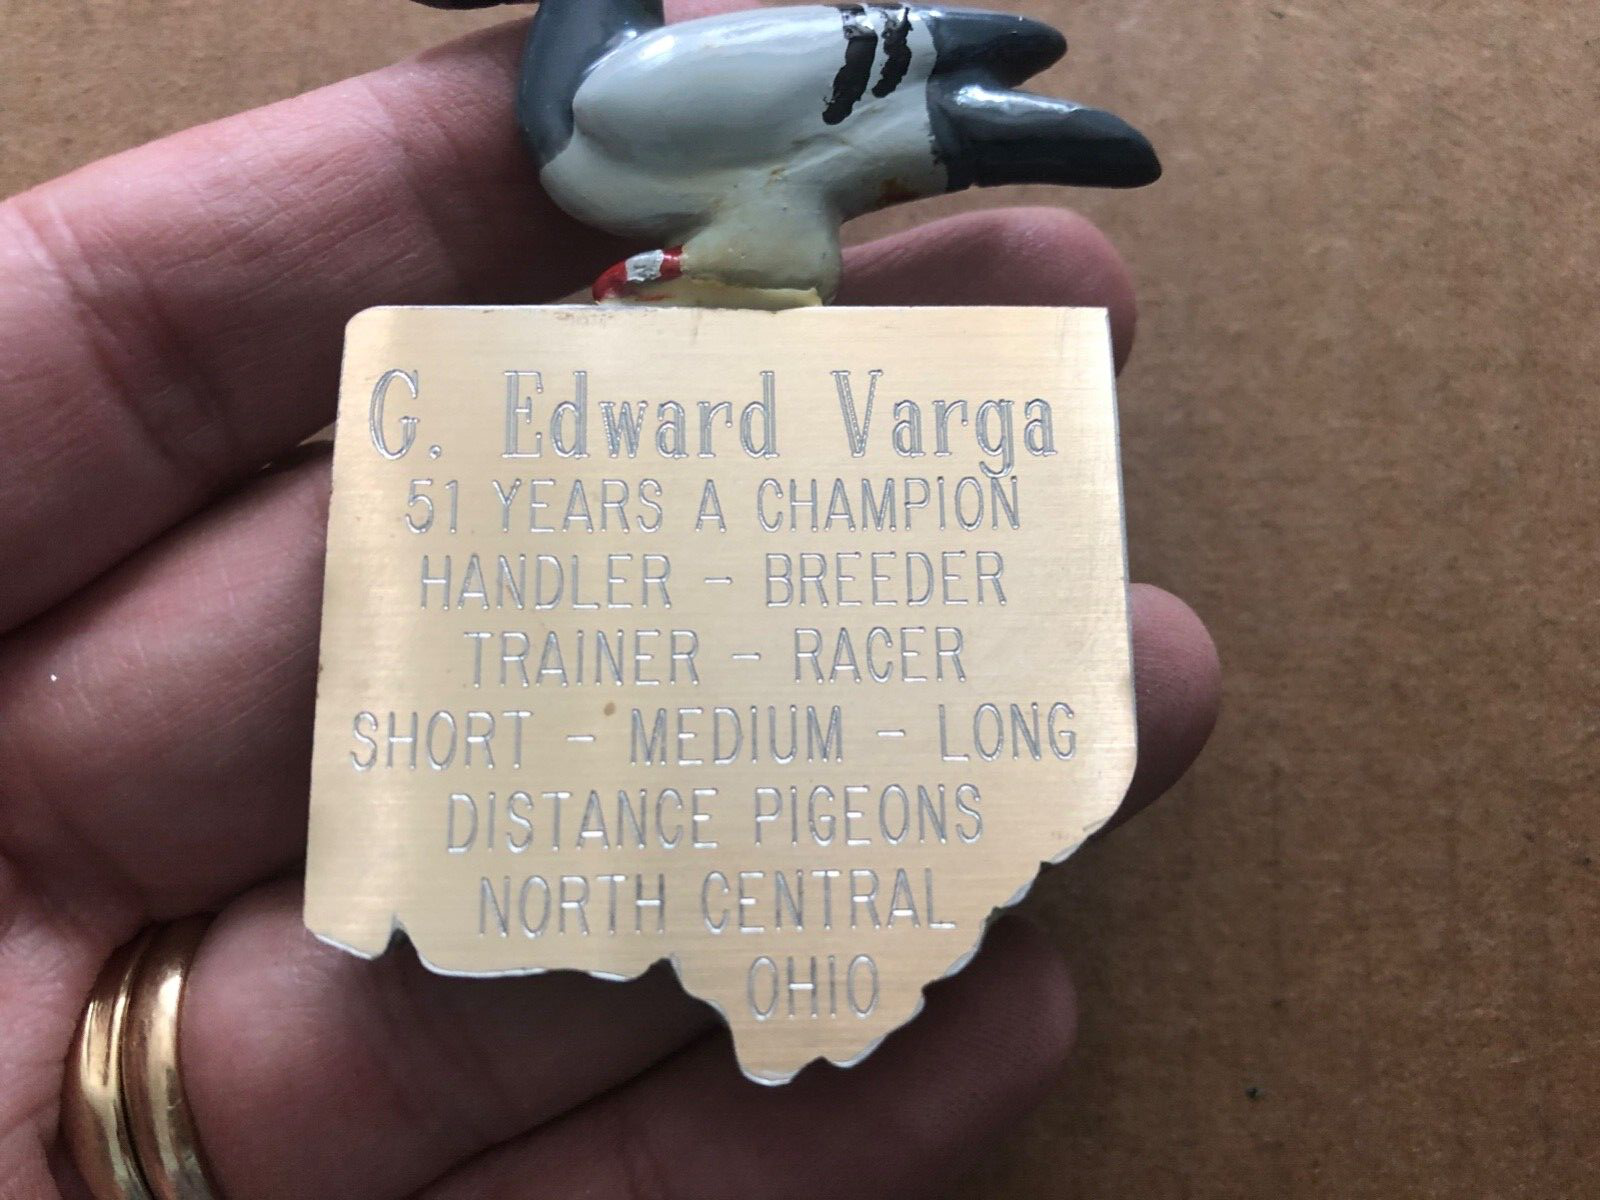 G. Edward Varga
51 YEARS A CHAMPION
HANDLER - BREEDER
TRAINER - RACER
SHORT - MEDIUM - LONG
DISTANCE PIGEONS
NORTH CENTRAL
OHIO